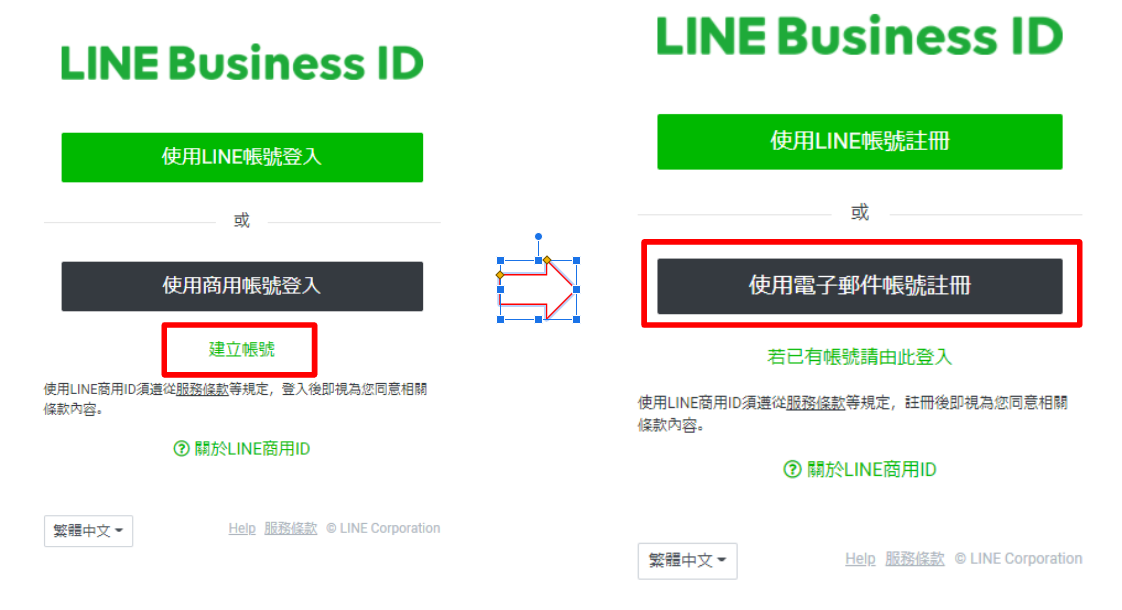 LINE Business ID
使用LINE帳號登入
或
使用商用帳號登入
建立帳號
使用LINE商用ID須遵從服務條款等規定，登入後即視為您同意相關
條款內容。
? 關於LINE商用ID
繁體中文
Help 服務條款 © LINE Corporation
LINE Business ID
使用LINE帳號註冊
或
使用電子郵件帳號註冊
若已有帳號請由此登入
使用LINE商用ID須遵從服務條款等規定，註冊後即視為您同意相關
條款內容。
? 關於LINE商用ID
繁體中文
Help 服務條款 © LINE Corporation